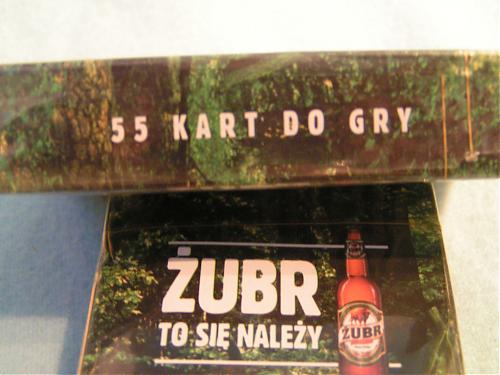 55 KART DO GRY
ŻUBR
TO SIĘ NALEŻY
ŻUBR